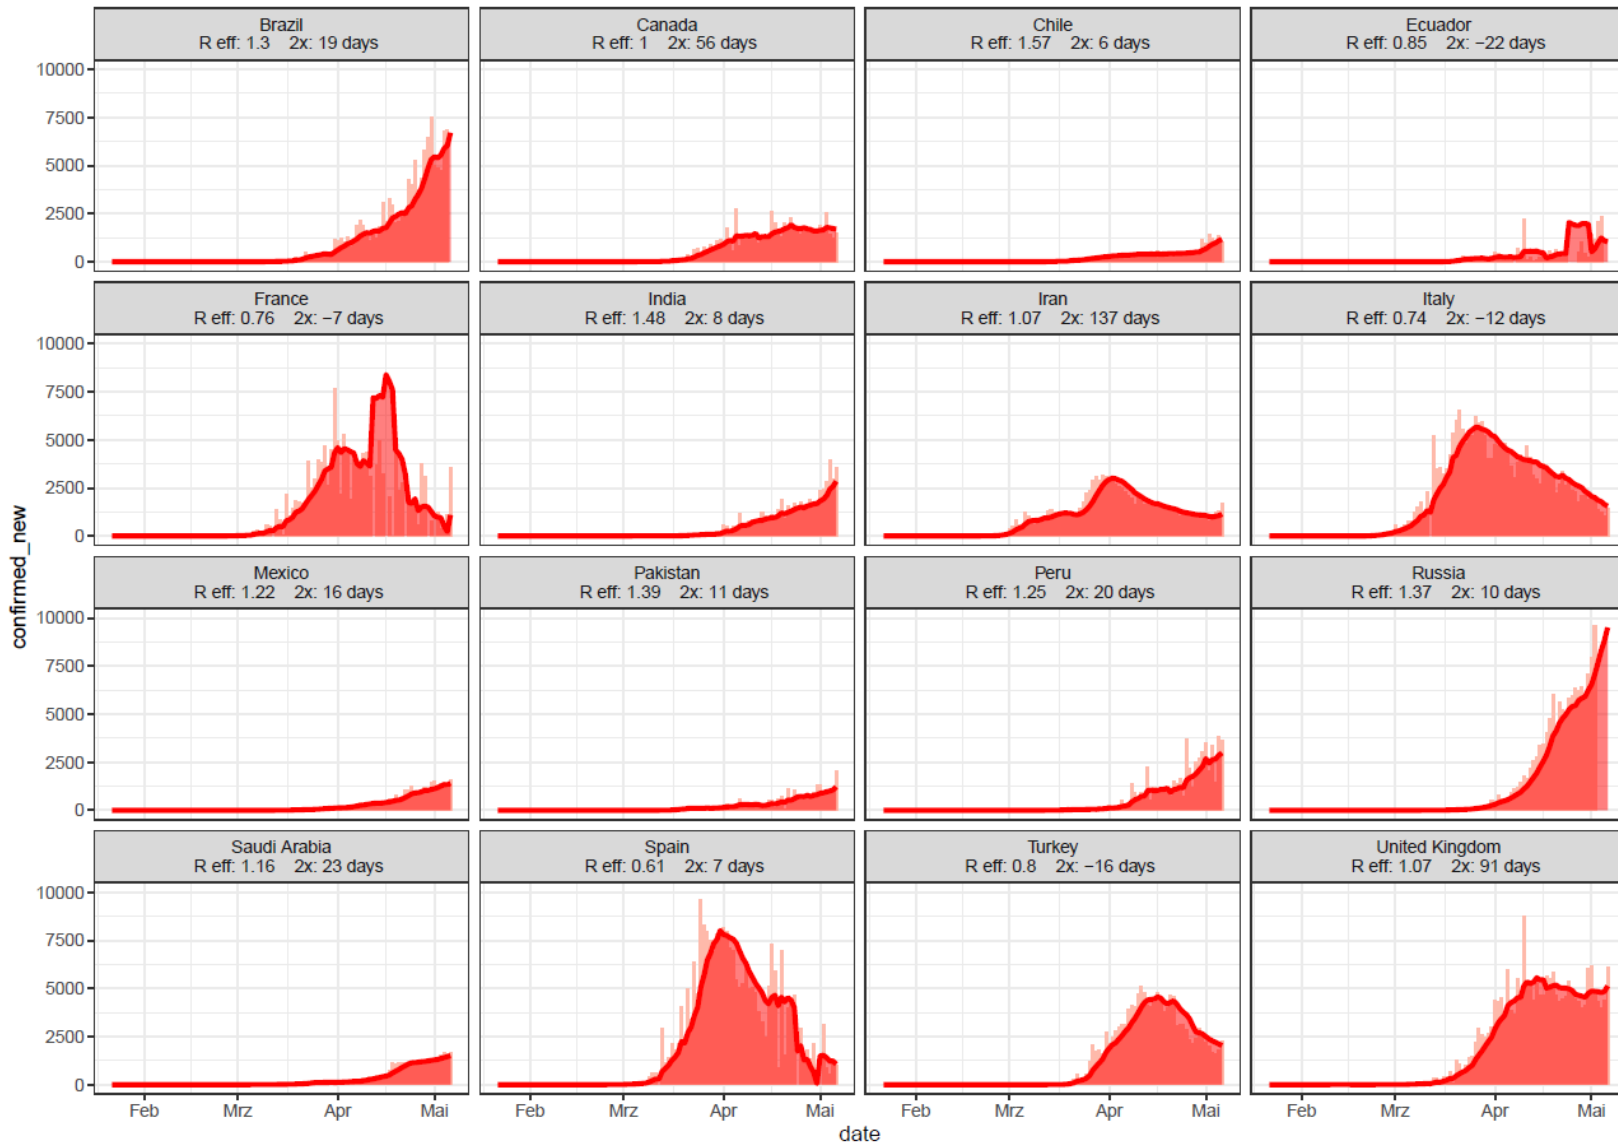 Brazil
R eff: 1.3 2x: 19 days
Canada
R eff: 1 2x: 56 days
Chile
R eff: 1.57 2x: 6 days
Ecuador
R eff: 0.85 2x: −22 days
10000
7500
5000
2500
0
France
R eff: 0.76 2x: −7 days
India
R eff: 1.48 2x: 8 days
Iran
R eff: 1.07 2x: 137 days
Italy
R eff: 0.74 2x: −12 days
10000
7500
5000
2500
0
confirmed_new
Mexico
R eff: 1.22 2x: 16 days
Pakistan
R eff: 1.39 2x: 11 days
Peru
R eff: 1.25 2x: 20 days
Russia
R eff: 1.37 2x: 10 days
10000
7500
5000
2500
0
Saudi Arabia
R eff: 1.16 2x: 23 days
Spain
R eff: 0.61 2x: 7 days
Turkey
R eff: 0.8 2x: −16 days
United Kingdom
R eff: 1.07 2x: 91 days
10000
7500
5000
2500
0
Feb Mrz Apr Mai
Feb Mrz Apr Mai
Feb Mrz Apr Mai
Feb Mrz Apr Mai
date